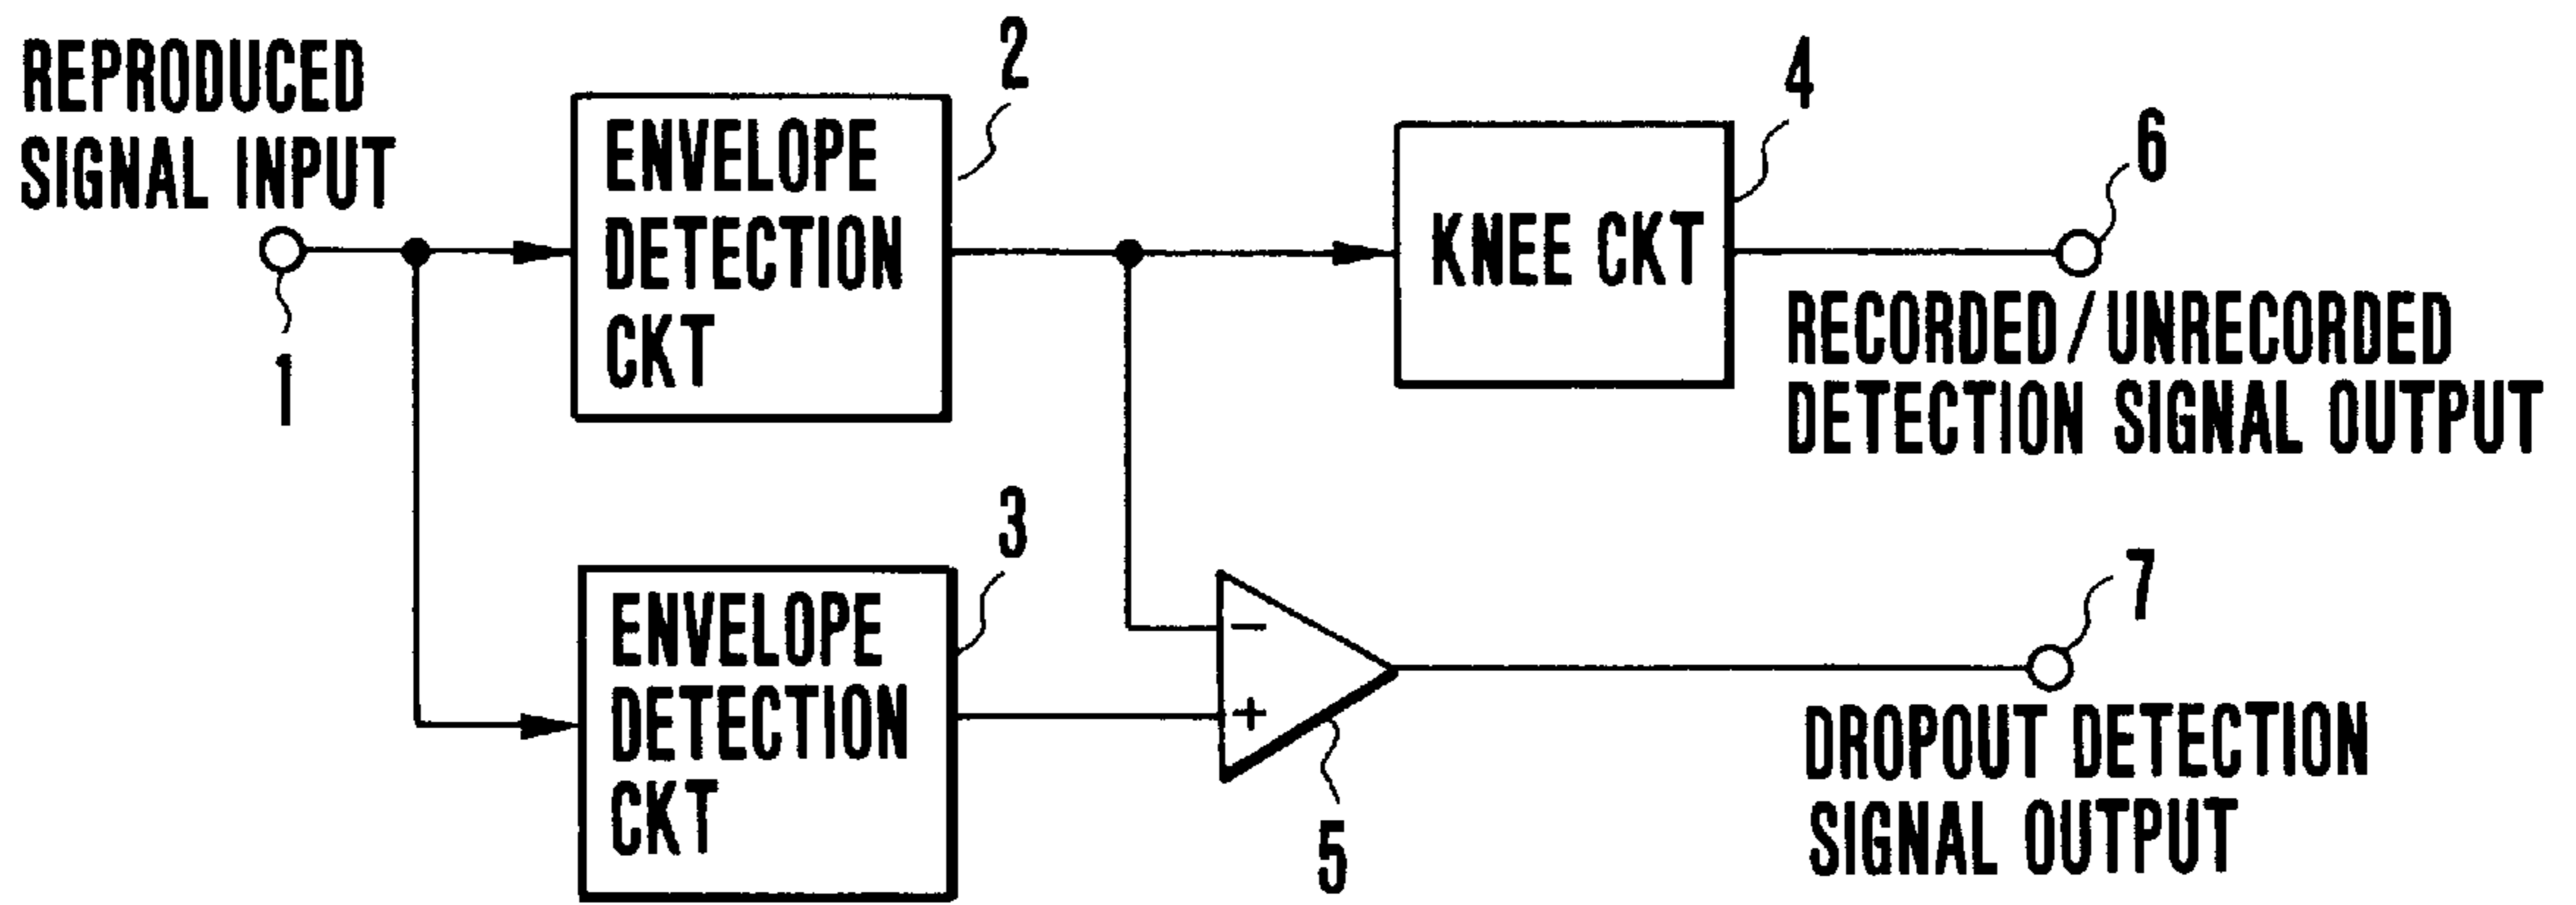 REPRODUCED
SIGNAL INPUT
1
2
ENVELOPE
DETECTION
CKT
3
ENVELOPE
DETECTION
CKT
4
KNEE CKT
6
RECORDED/UNRECORDED
DETECTION SIGNAL OUTPUT
−
+
5
7
DROPOUT DETECTION
SIGNAL OUTPUT